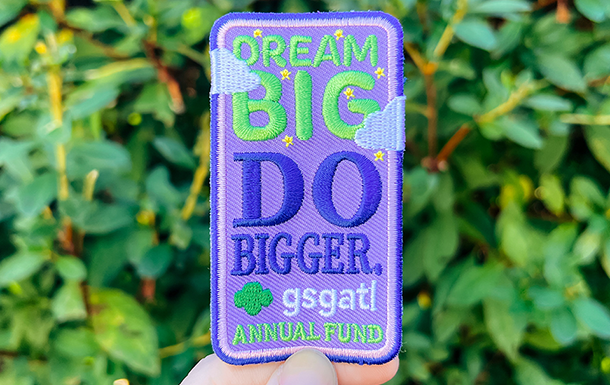 DREAM
BIG
DO
BIGGER.
gsgatl
ANNUAL FUND